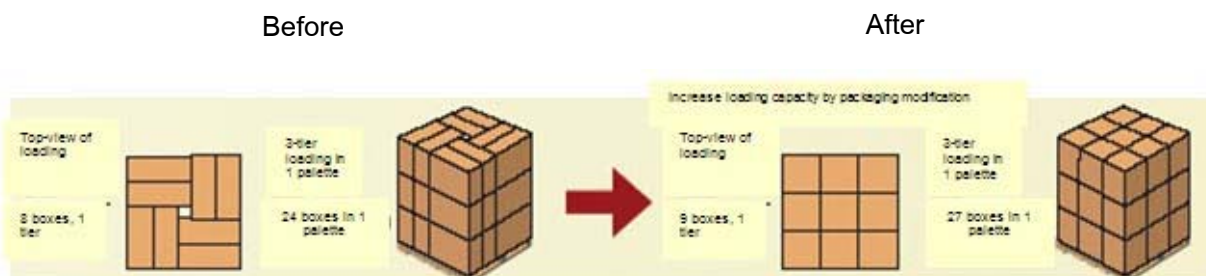 Before
After
Increase loading capacity by packaging modification
Top-view of
loading
3-tier
loading in
1 palette
8 boxes, 1
tier
24 boxes in 1
palette
Top-view of
loading
3-tier
loading in
1 palette
9 boxes, 1
tier
27 boxes in 1
palette